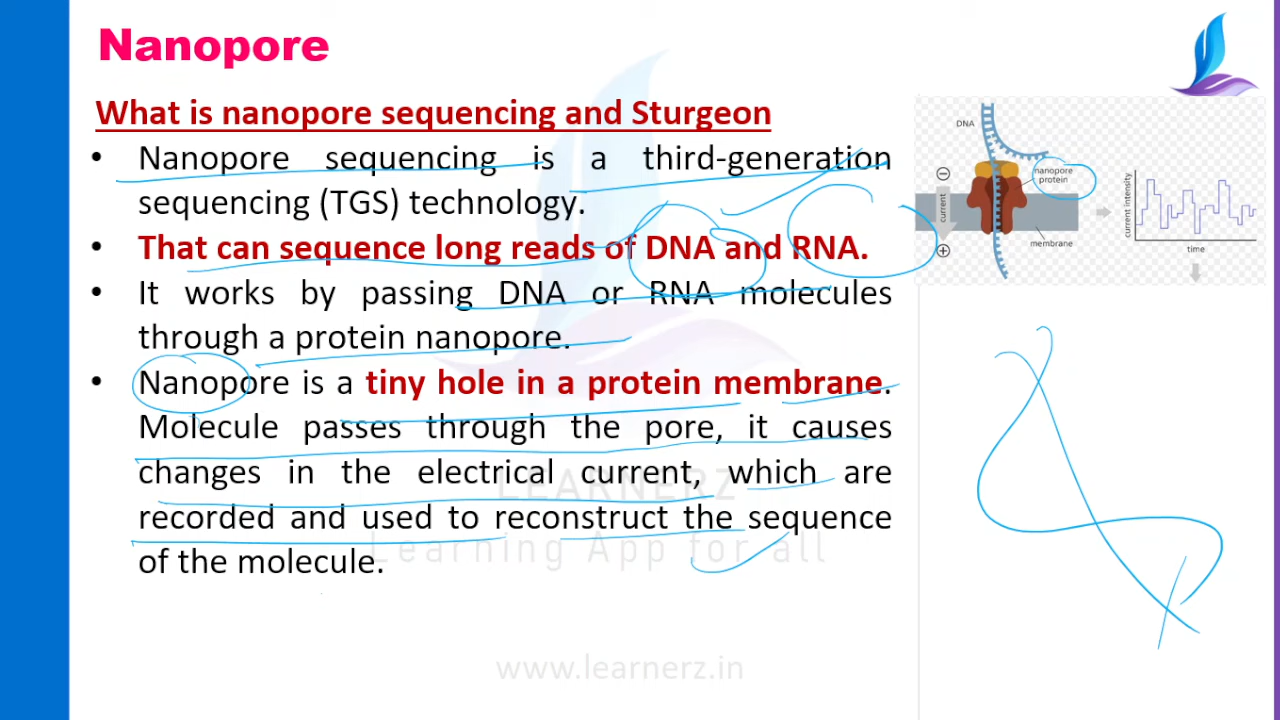 Nanopore
What is nanopore sequencing and Sturgeon
• Nanopore sequencing is a third-generation
sequencing (TGS) technology.
• That can sequence long reads of DNA and RNA.
• It works by passing DNA or RNA molecules
through a protein nanopore.
• Nanopore is a tiny hole in a protein membrane.
Molecule passes through the pore, it causes
changes in the electrical current, which are
recorded and used to reconstruct the sequence
of the molecule.
LEARNERZ
Learning App for all
www.learnerz.in
DNA
nanopore
protein
current
membrane
current intensity
time